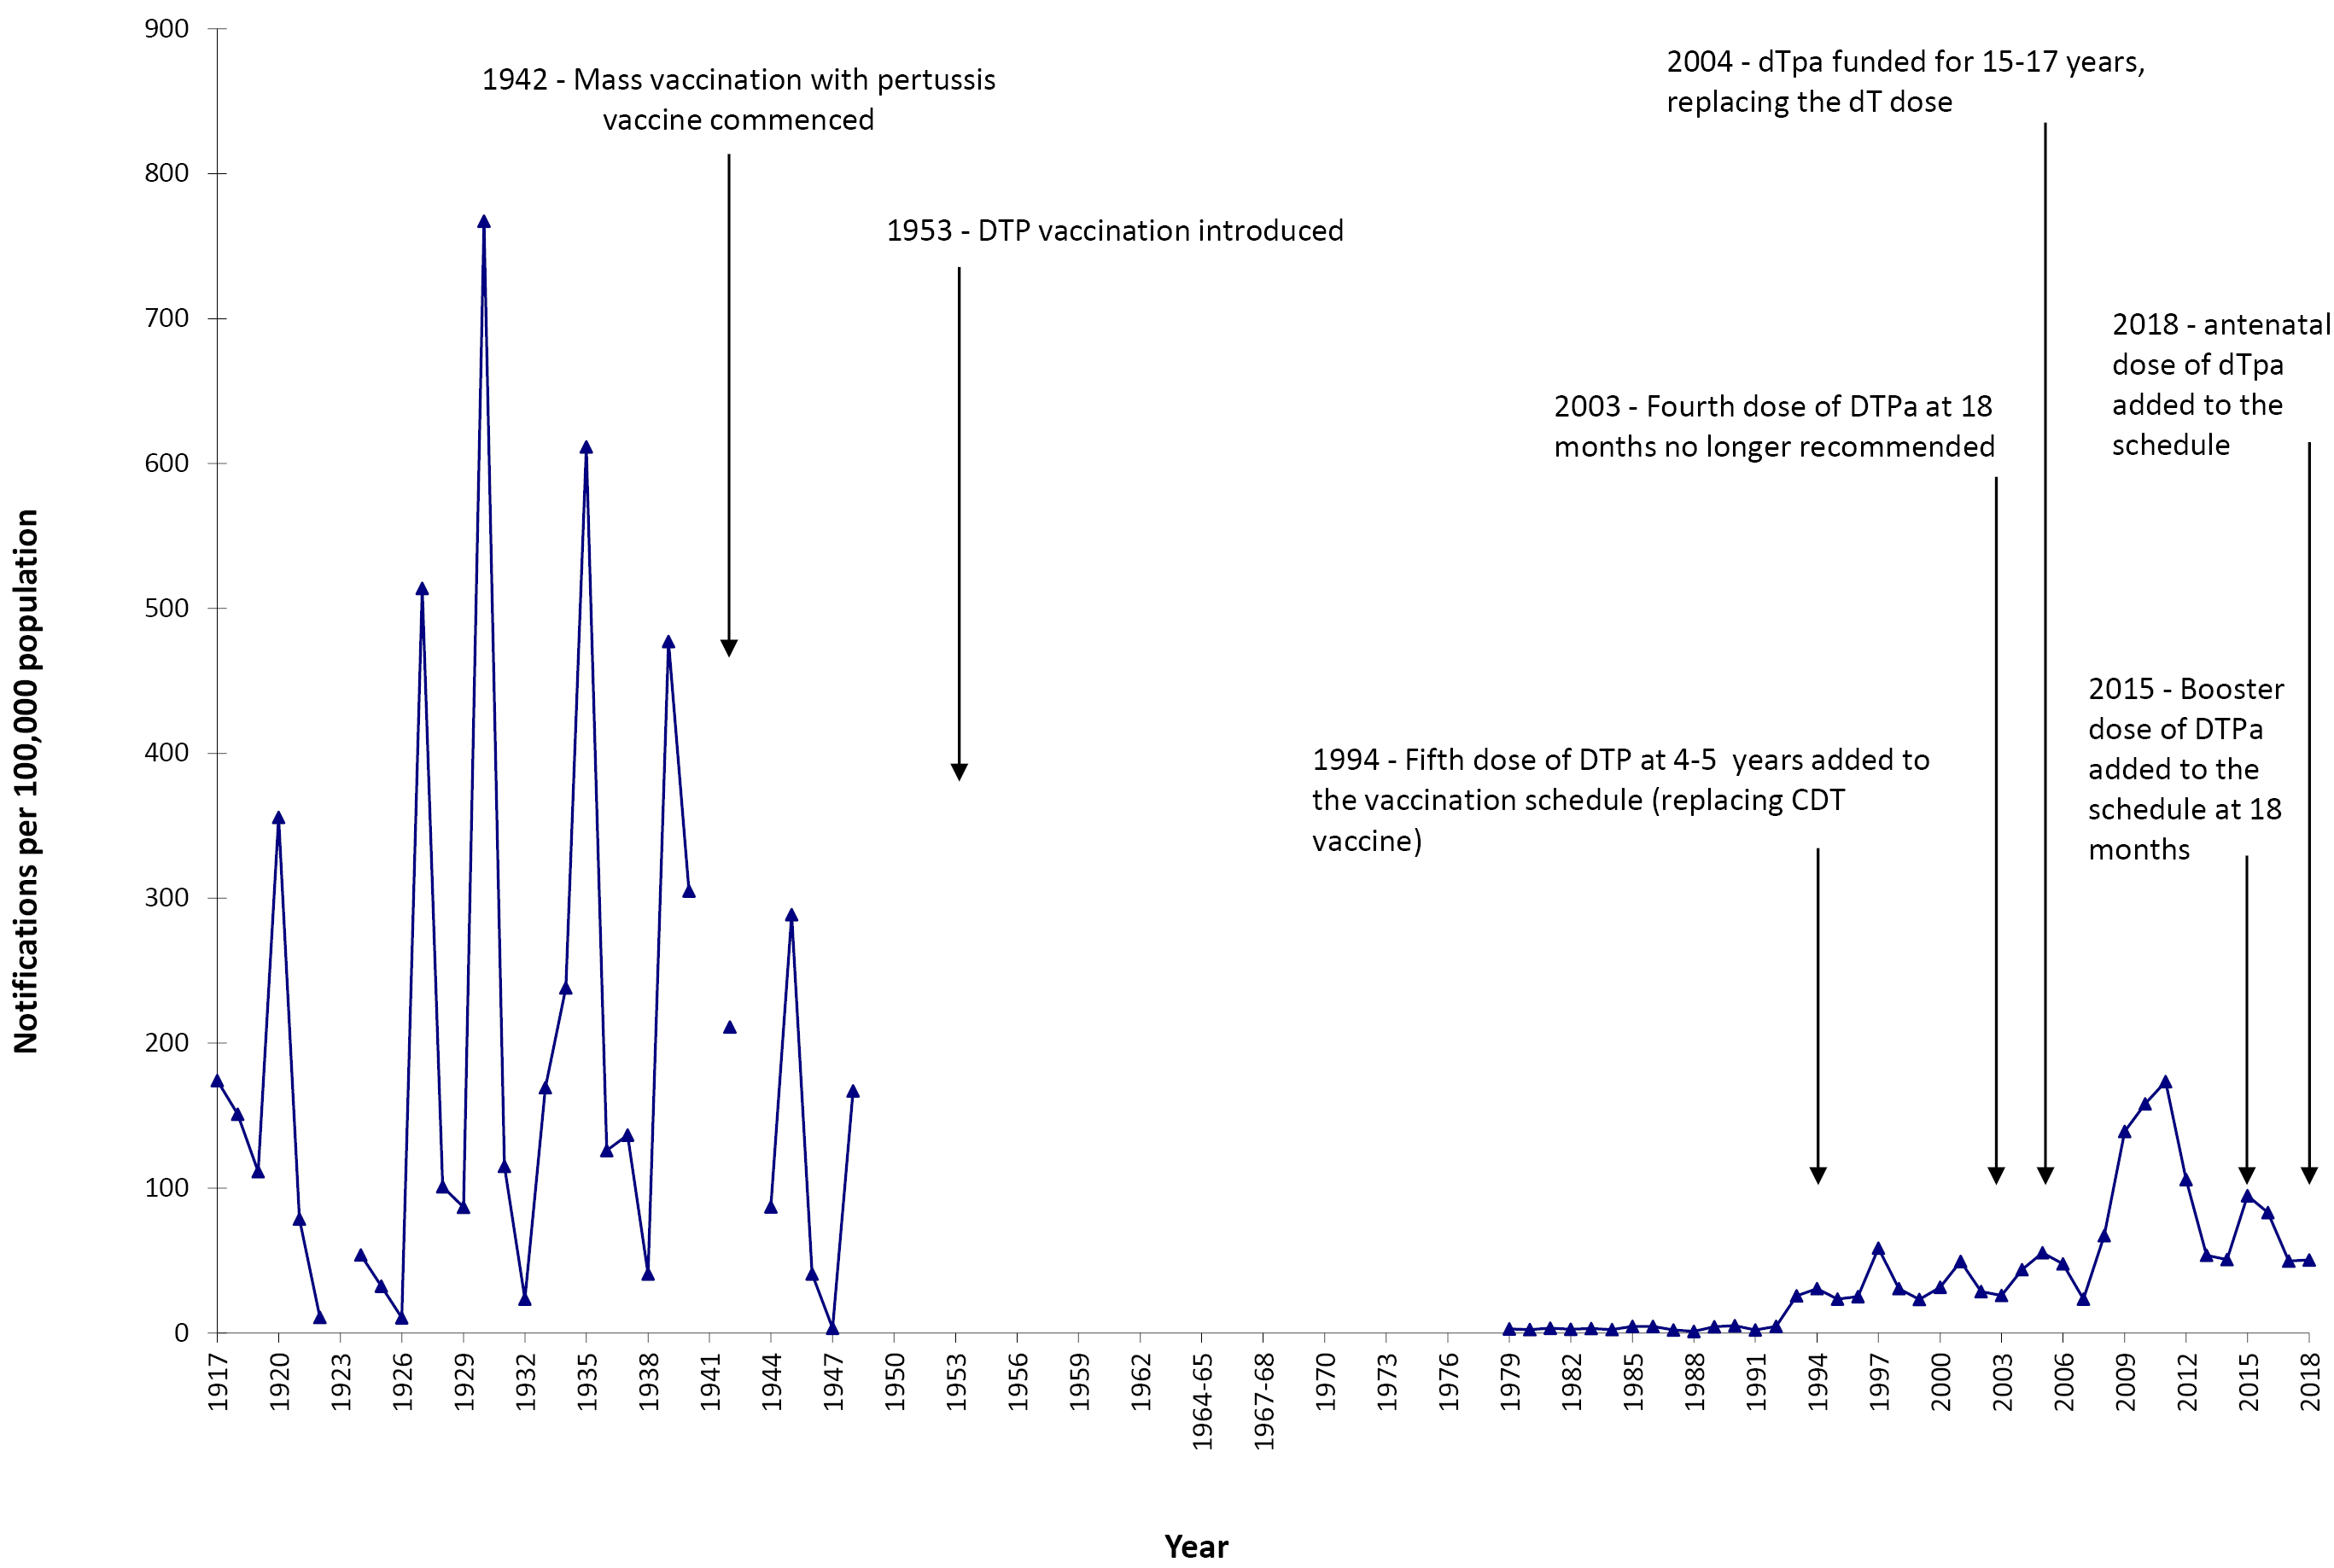 900
800
700
600
500
400
300
200
100
0
Notifications per 100,000 population
1942 - Mass vaccination with pertussis
vaccine commenced
1953 - DTP vaccination introduced
2004 - dTpa funded for 15-17 years,
replacing the dT dose
2018 - antenatal
dose of dTpa
added to the
schedule
2003 - Fourth dose of DTPa at 18
months no longer recommended
2015 - Booster
dose of DTPa
added to the
schedule at 18
months
1994 - Fifth dose of DTP at 4-5  years added to
the vaccination schedule (replacing CDT
vaccine)
1917
1920
1923
1926
1929
1932
1935
1938
1941
1944
1947
1950
1953
1956
1959
1962
1964-65
1967-68
1970
1973
1976
1979
1982
1985
1988
1991
1994
1997
2000
2003
2006
2009
2012
2015
2018
Year